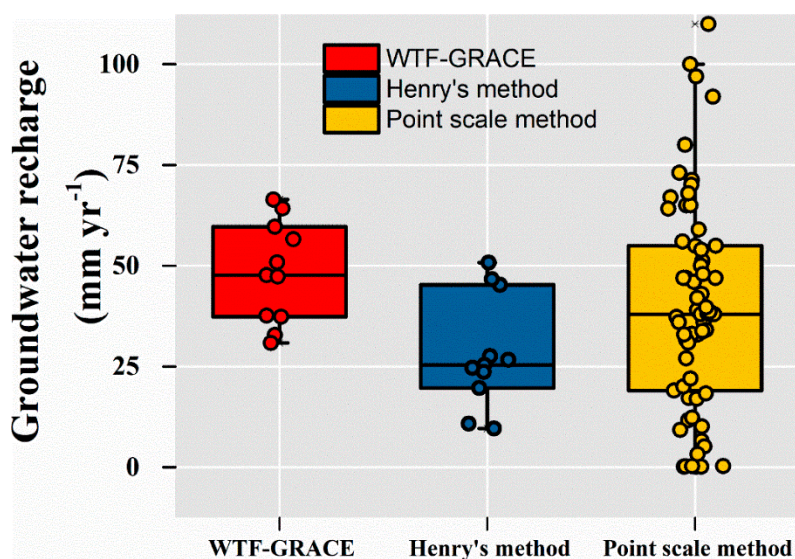 Groundwater recharge
(mm yr-1)
100
75
50
25
0
WTF-GRACE
Henry's method
Point scale method
WTF-GRACE
Henry's method
Point scale method